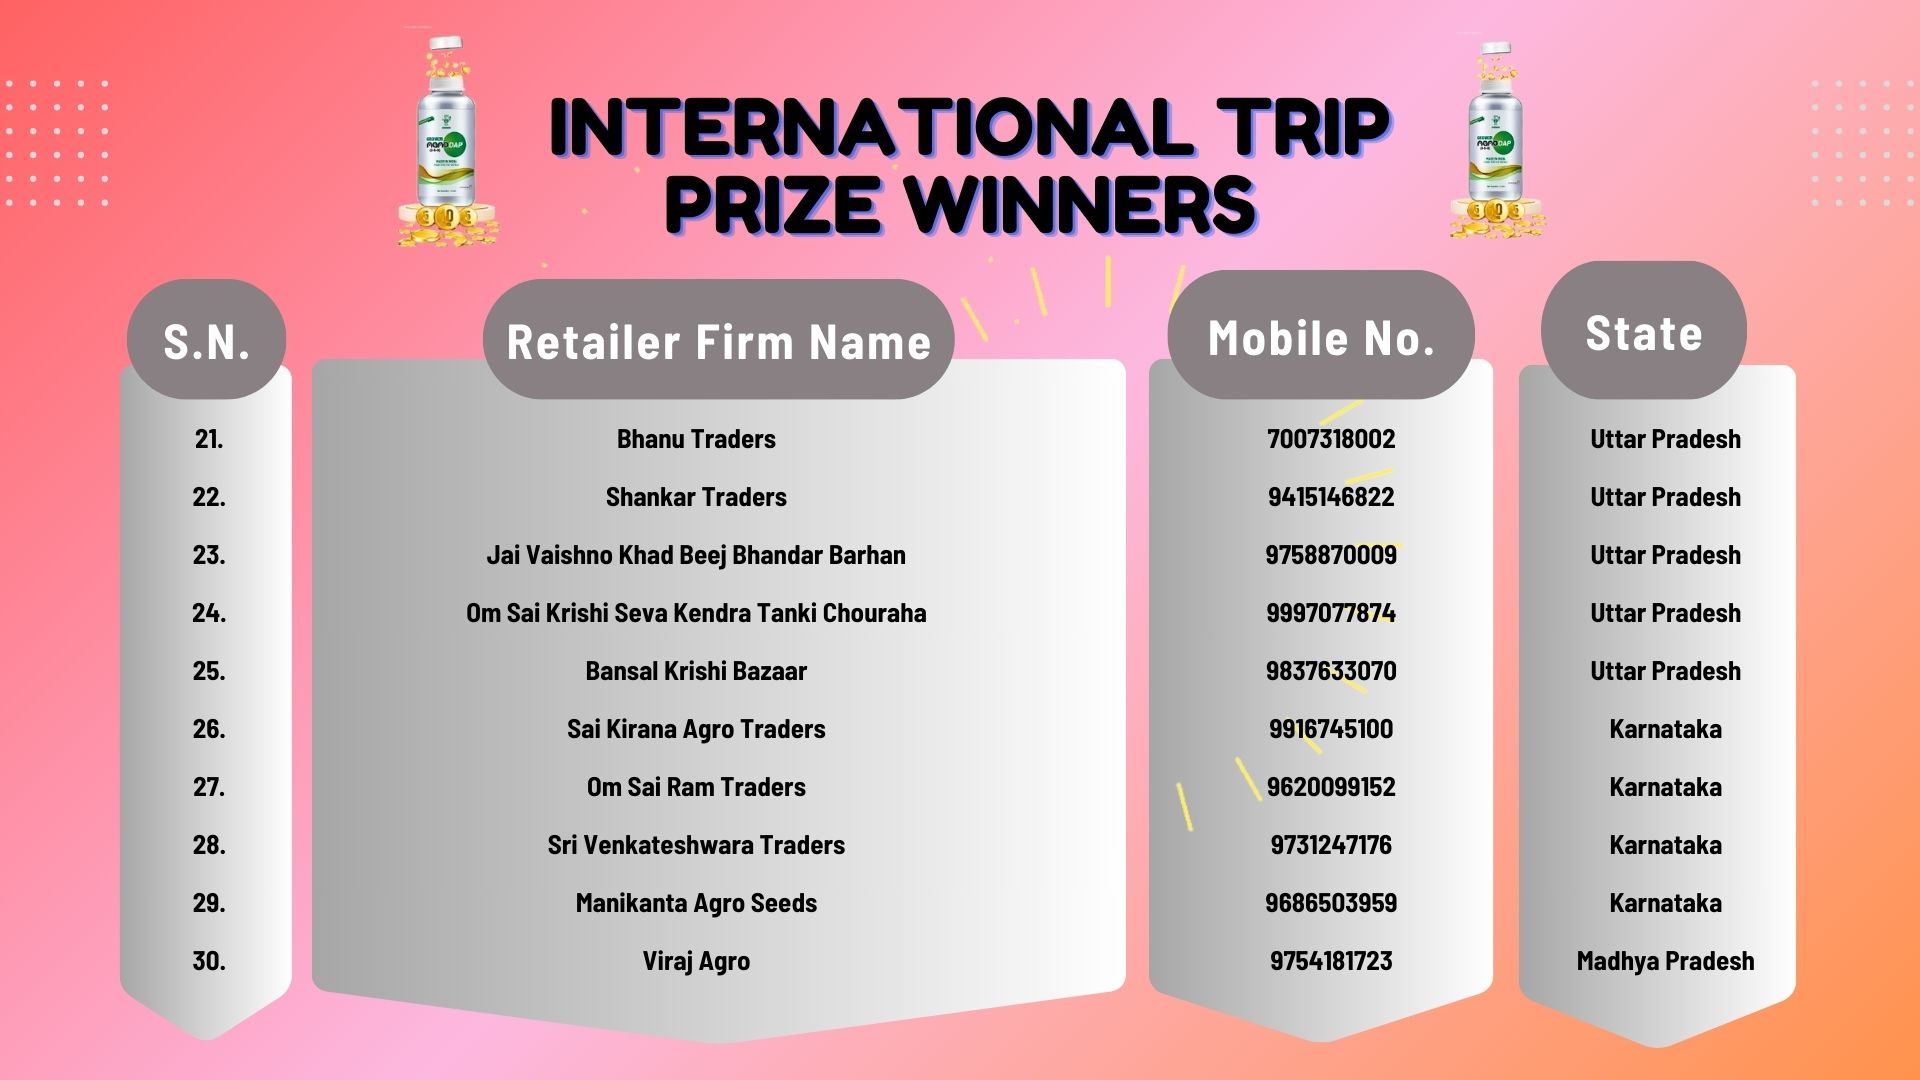 INTERNATIONAL TRIP
PRIZE WINNERS
S.N. Retailer Firm Name Mobile No. State
21. Bhanu Traders 7007318002 Uttar Pradesh
22. Shankar Traders 9415146822 Uttar Pradesh
23. Jai Vaishno Khad Beej Bhandar Barhan 9758870009 Uttar Pradesh
24. Om Sai Krishi Seva Kendra Tanki Chouraha 9997077874 Uttar Pradesh
25. Bansal Krishi Bazaar 9837633070 Uttar Pradesh
26. Sai Kirana Agro Traders 9916745100 Karnataka
27. Om Sai Ram Traders 9620099152 Karnataka
28. Sri Venkateshwara Traders 9731247176 Karnataka
29. Manikanta Agro Seeds 9686503959 Karnataka
30. Viraj Agro 9754181723 Madhya Pradesh